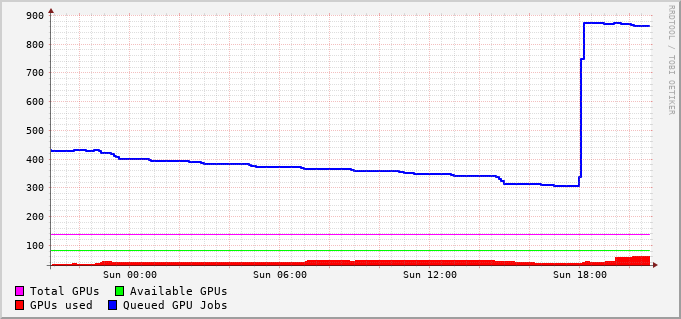 900
800
700
600
500
400
300
200
100
Sun 00:00 Sun 06:00 Sun 12:00 Sun 18:00
Total GPUs Available GPUs
GPUs used Queued GPU Jobs
RRDTOOL / TOBI OETIKER